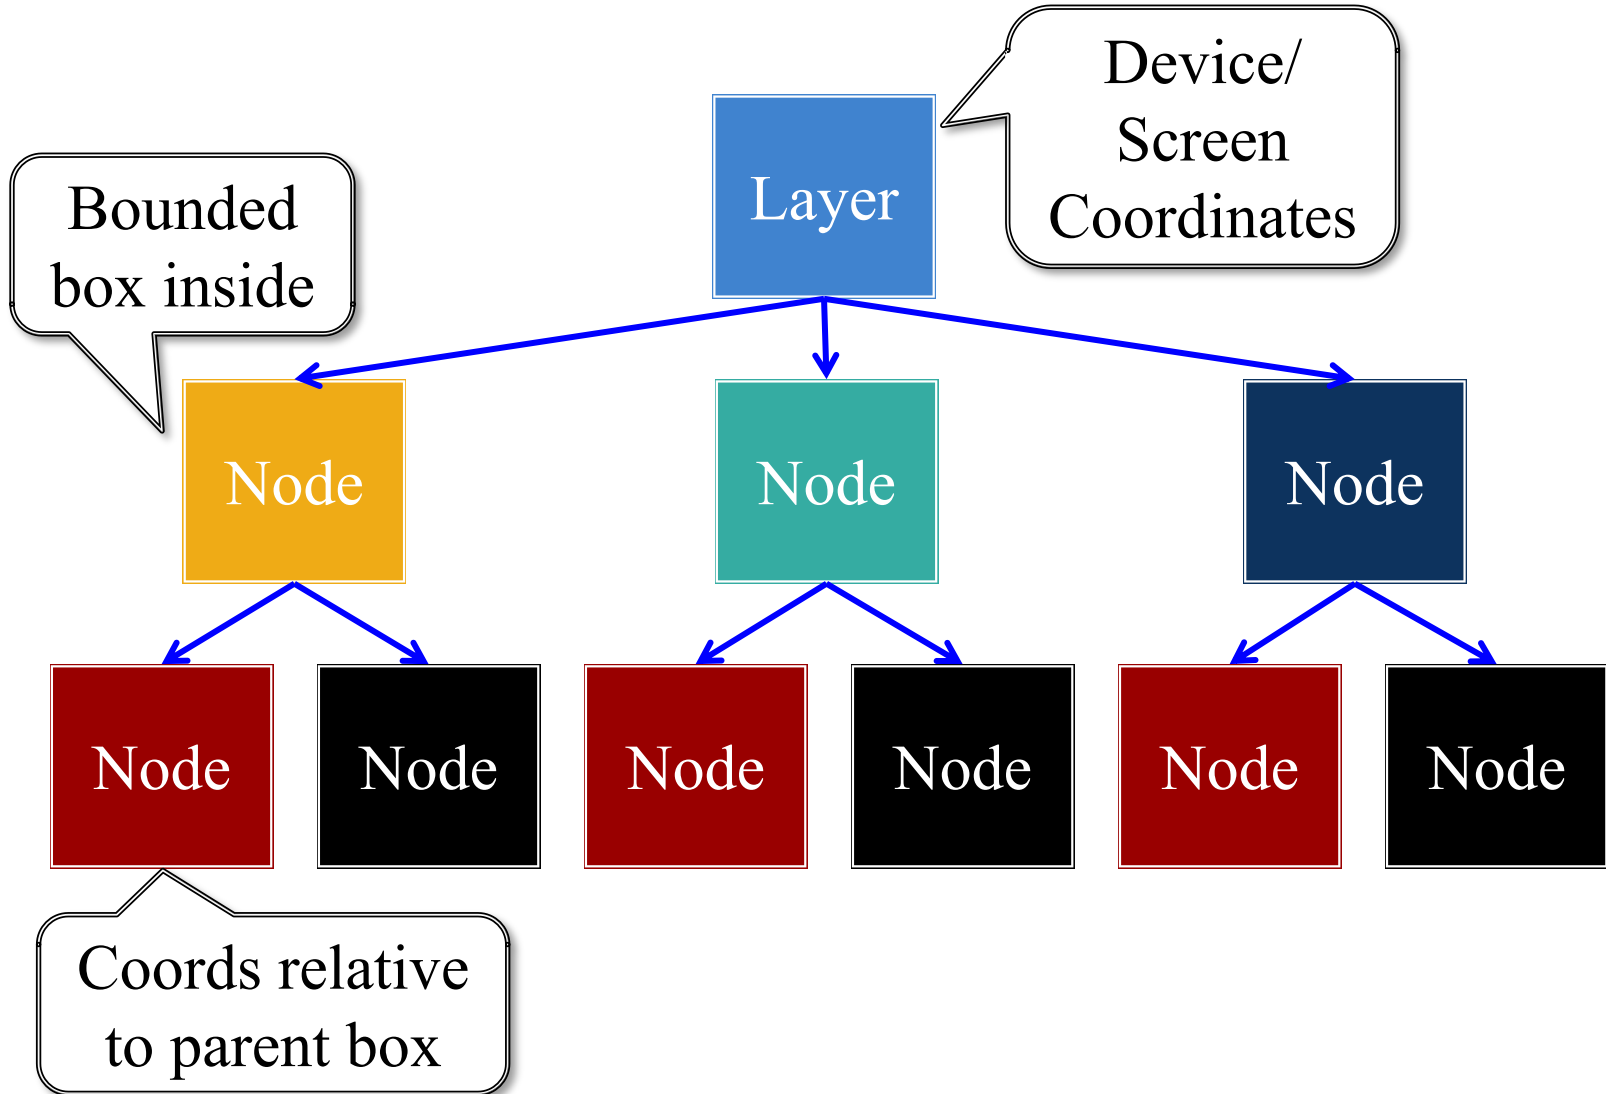 Device/
Screen
Coordinates
Layer
Bounded
box inside
Node
Node
Node
Node
Node
Node
Node
Node
Node
Coords relative
to parent box